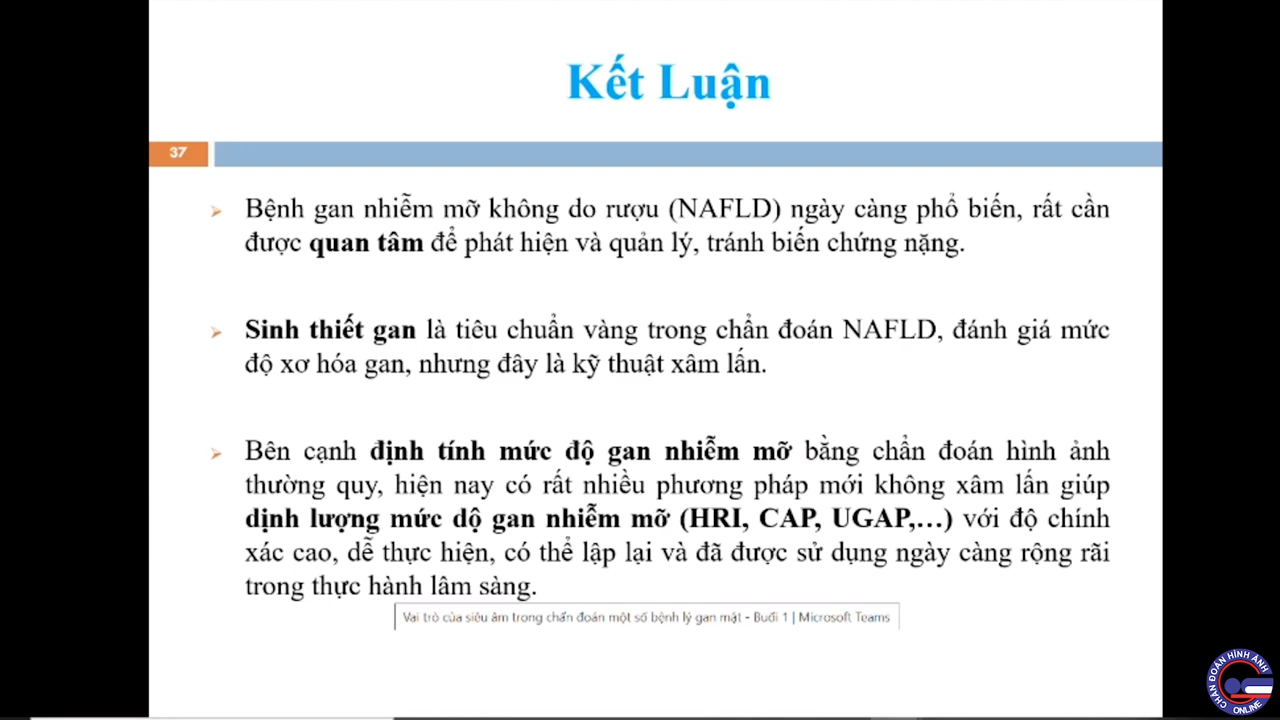 Kết Luận
37
Bệnh gan nhiễm mỡ không do rượu (NAFLD) ngày càng phổ biến, rất cần
được quan tâm để phát hiện và quản lý, tránh biến chứng nặng.
Sinh thiết gan là tiêu chuẩn vàng trong chẩn đoán NAFLD, đánh giá mức
độ xơ hóa gan, nhưng đây là kỹ thuật xâm lấn.
Bên cạnh định tính mức độ gan nhiễm mỡ bằng chẩn đoán hình ảnh
thường quy, hiện nay có rất nhiều phương pháp mới không xâm lấn giúp
định lượng mức độ gan nhiễm mỡ (HRI, CAP, UGAP,…) với độ chính
xác cao, dễ thực hiện, có thể lập lại và đã được sử dụng ngày càng rộng rãi
trong thực hành lâm sàng.
Vai trò của siêu âm trong chẩn đoán một số bệnh lý gan mật - Buổi 1 | Microsoft Teams
CHẨN ĐOÁN HÌNH ẢNH
ONLINE